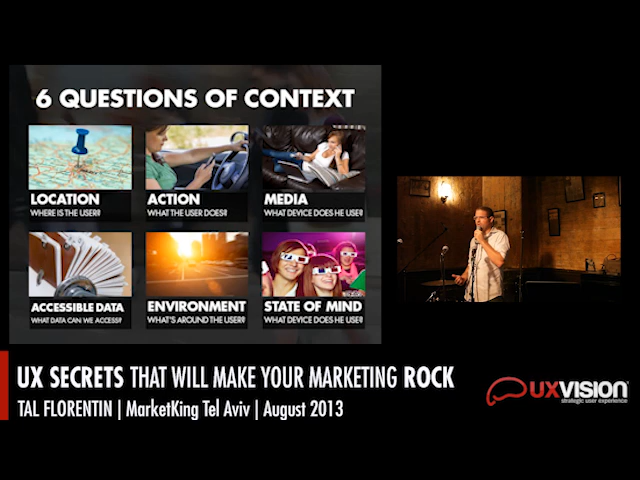 6 QUESTIONS OF CONTEXT
LOCATION
WHERE IS THE USER?
ACTION
WHAT THE USER DOES?
MEDIA
WHAT DEVICE DOES HE USE?
ACCESSIBLE DATA
WHAT DATA CAN WE ACCESS?
ENVIRONMENT
WHAT'S AROUND THE USER?
STATE OF MIND
WHAT DEVICE DOES HE USE?
UX SECRETS THAT WILL MAKE YOUR MARKETING ROCK
TAL FLORENTIN | MarketKing Tel Aviv | August 2013
UXVISION
strategic user experience